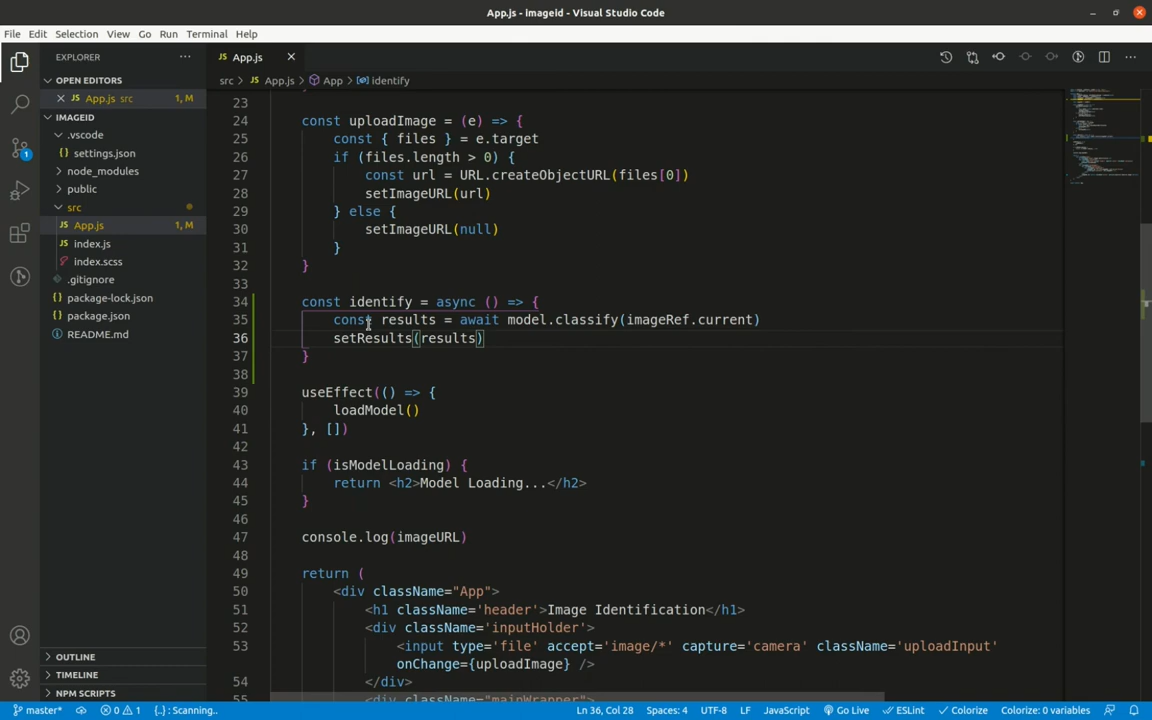 App.js - imageid - Visual Studio Code
File Edit Selection View Go Run Terminal Help
EXPLORER
App.js
OPEN EDITORS
App.js src 1, M
IMAGEID
.vscode
settings.json
node_modules
public
src
App.js 1, M
index.js
index.scss
.gitignore
package-lock.json
package.json
README.md
OUTLINE
TIMELINE
NPM SCRIPTS
1
src > App.js > App > identify
23
24 const uploadImage = (e) => {
25 const { files } = e.target
26 if (files.length > 0) {
27 const url = URL.createObjectURL(files[0])
28 setImageURL(url)
29 } else {
30 setImageURL(null)
31 }
32 }
33
34 const identify = async () => {
35 const results = await model.classify(imageRef.current)
36 setResults(results)
37 }
38
39 useEffect(() => {
40 loadModel()
41 }, [])
42
43 if (isModelLoading) {
44 return <h2>Model Loading...</h2>
45 }
46
47 console.log(imageURL)
48
49 return (
50 <div className="App">
51 <h1 className='header'>Image Identification</h1>
52 <div className='inputHolder'>
53 <input type='file' accept='image/*' capture='camera' className='uploadInput'
onChange={uploadImage} />
54 </div>
55 <div className="mainWrapper">
master* 0 1 {..}: Scanning.. Ln 36, Col 28 Spaces: 4 UTF-8 LF JavaScript Go Live ESLint Colorize Colorize: 0 variables